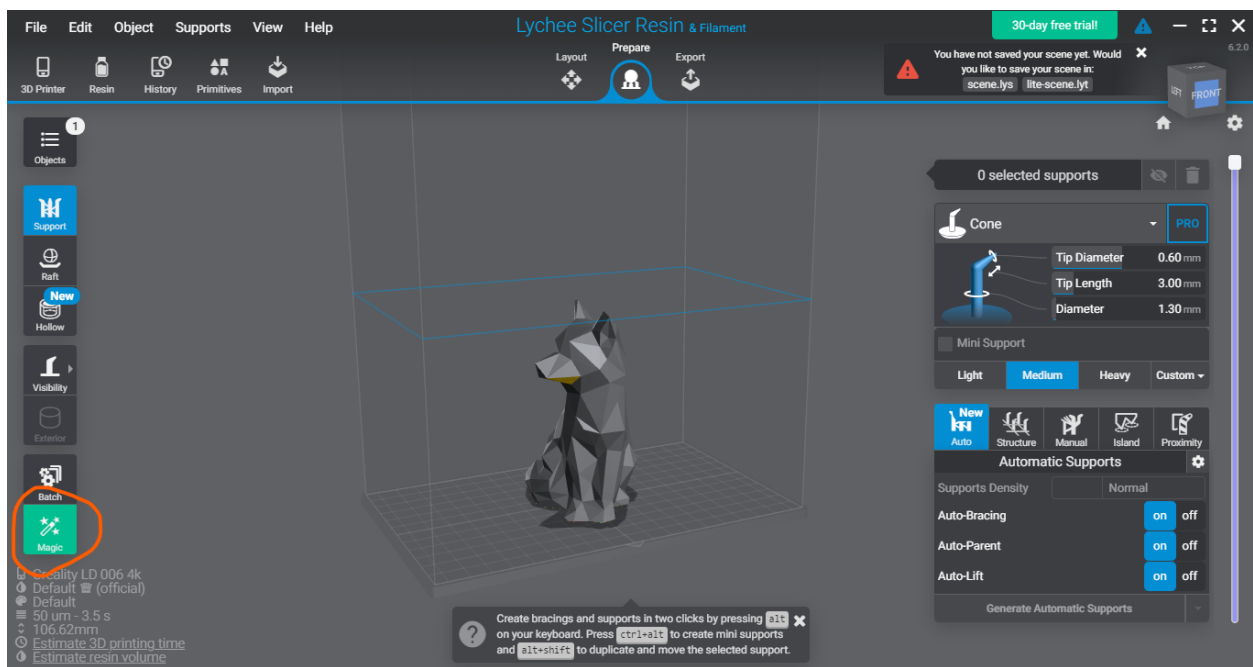 File Edit Object Supports View Help
Lychee Slicer Resin & Filament
30-day free trial!
3D Printer Resin History Primitives Import
Layout Prepare Export
You have not saved your scene yet. Would
you like to save your scene in:
scene.lys lite-scene.lyt
6.2.0
LEFT FRONT
1
Objects
Support
Raft
New
Hollow
Visibility
Exterior
Batch
Magic
Creality LD 006 4k
Default (official)
Default
50 um - 3.5 s
106.62mm
Estimate 3D printing time
Estimate resin volume
0 selected supports
Cone PRO
Tip Diameter 0.60 mm
Tip Length 3.00 mm
Diameter 1.30 mm
Mini Support
Light Medium Heavy Custom
New
Auto Structure Manual Island Proximity
Automatic Supports
Supports Density Normal
Auto-Bracing on off
Auto-Parent on off
Auto-Lift on off
Generate Automatic Supports
Create bracings and supports in two clicks by pressing alt
on your keyboard. Press ctrl+alt to create mini supports
and alt+shift to duplicate and move the selected support.